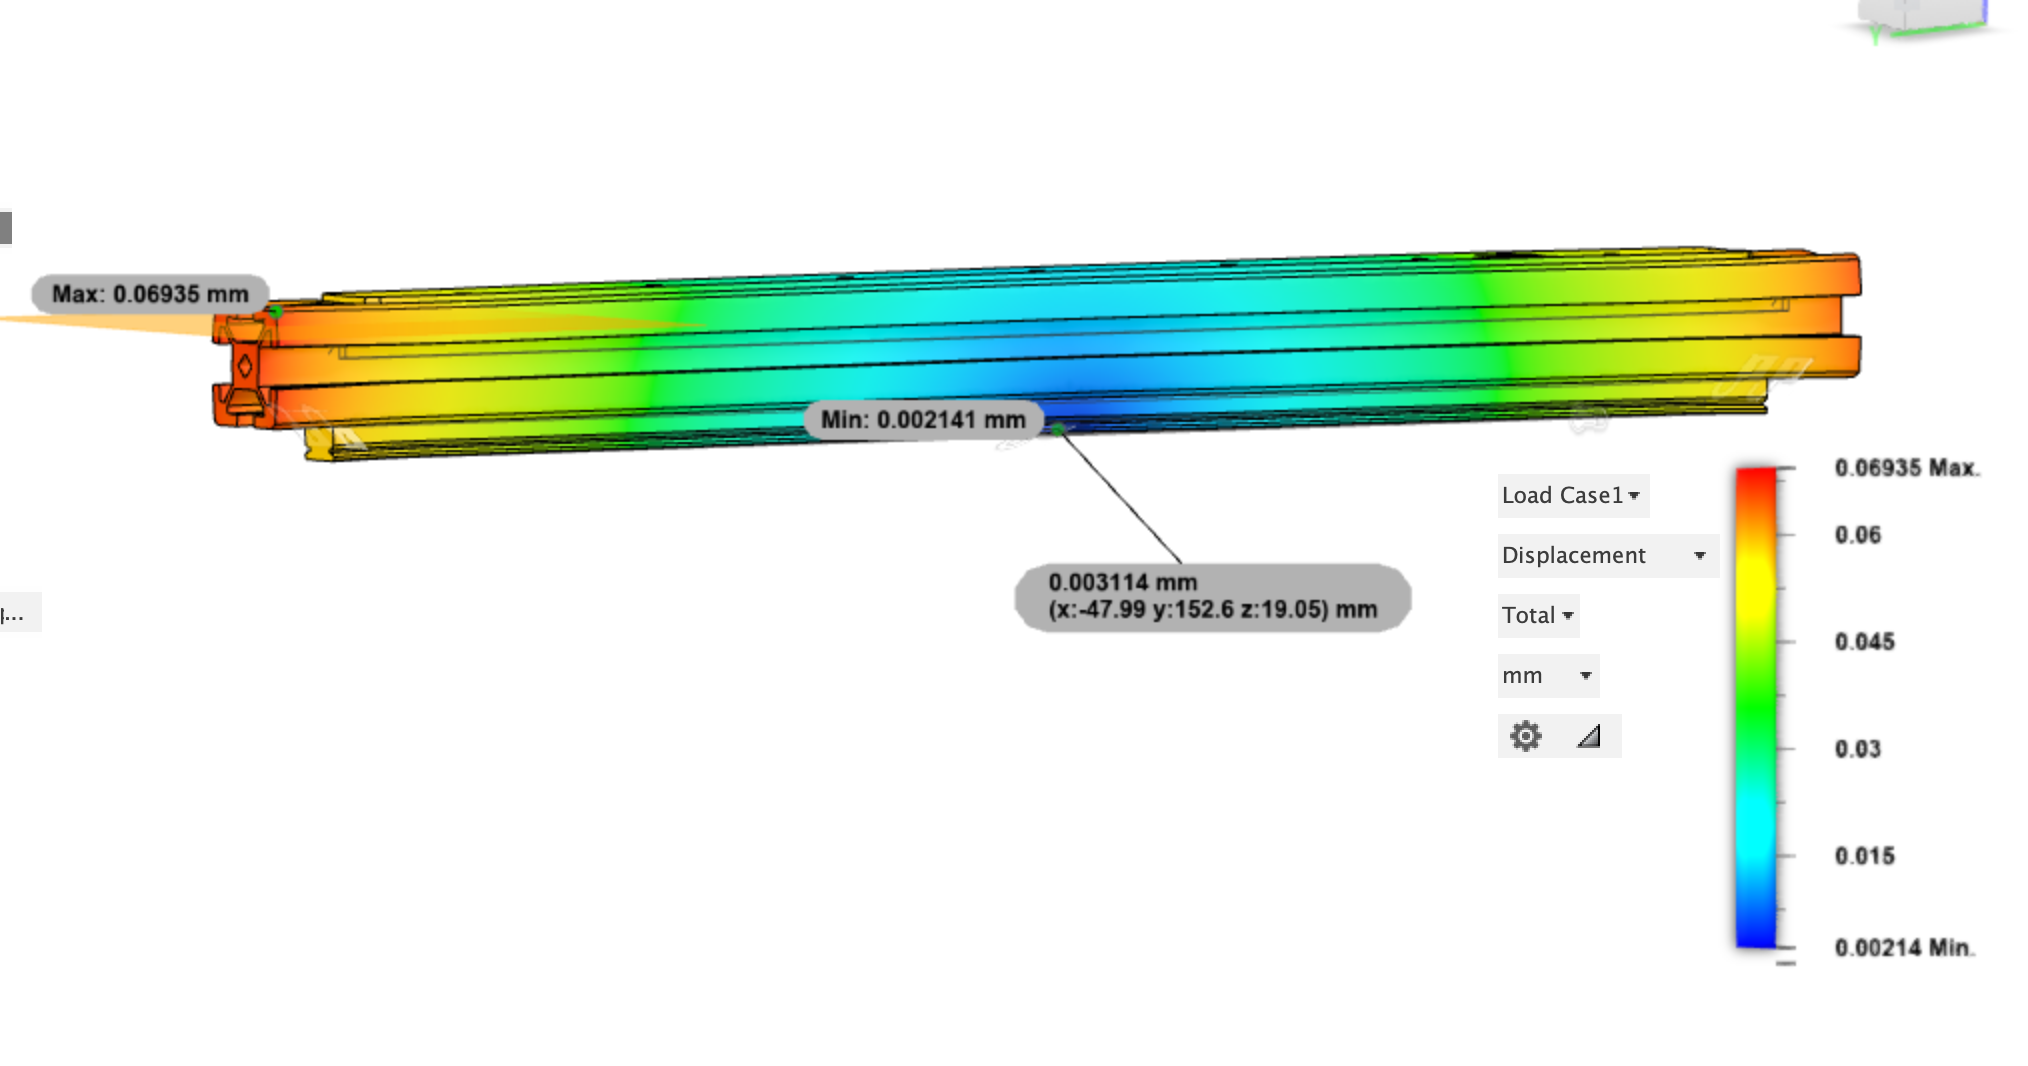 Y
Max: 0.06935 mm
Min: 0.002141 mm
0.003114 mm
(x:-47.99 y:152.6 z:19.05) mm
Load Case1
Displacement
Total
mm
0.06935 Max.
0.06
0.045
0.03
0.015
0.00214 Min.